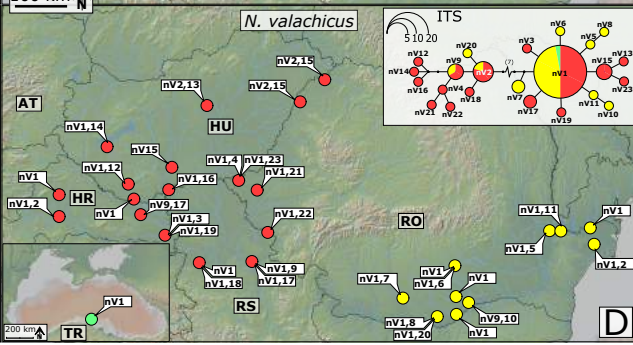 N. valachicus
ITS
5 10 20
nV6
nV8
nV3
nV5
nV20
nV12
nV9
nV2
(7)
nV1
nV15
nV13
nV14
nV4
nV16
nV18
nV7
nV23
nV21
nV22
nV17
nV11
nV10
nV19
nV2,15
nV2,13
nV2,15
AT
HU
nV1,14
nV15
nV1,4
nV1,23
nV1,12
nV1,16
nV1,21
nV1
HR
nV1,2
nV1
nV9,17
nV1,3
nV1,19
nV1,22
RO
nV1,11
nV1
nV1,5
nV1,2
nV1
nV1,18
nV1,9
nV1,17
nV1
nV1,6
nV1,7
nV1
RS
nV9,10
nV1,8
nV1,20
nV1
nV1
200 km
N
TR
D